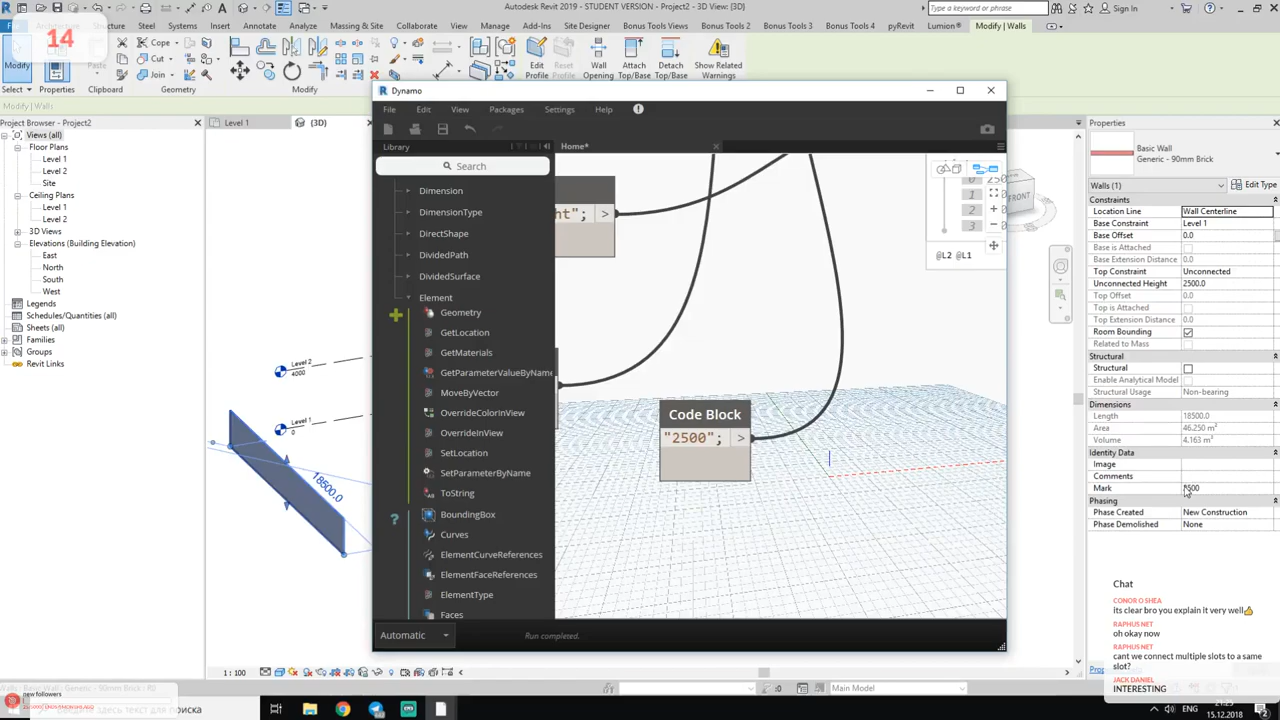 Autodesk Revit 2019 - STUDENT VERSION - Project2 - 3D View: {3D}
Type a keyword or phrase
Sign In
Architecture Structure Steel Systems Insert Annotate Analyze Massing & Site Collaborate View Manage Add-Ins Site Designer Bonus Tools Views Bonus Tools 2 Bonus Tools 3 Bonus Tools 4 pyRevit Lumion® Modify | Walls
14
Modify
Paste
Cope
Cut
Join
Edit Profile
Reset Profile
Wall Opening
Attach Top/Base
Detach Top/Base
Show Related Warnings
Select
Properties
Clipboard
Geometry
Modify
Modify | Walls
Project Browser - Project2
Views (all)
Floor Plans
Level 1
Level 2
Site
Ceiling Plans
Level 1
Level 2
3D Views
Elevations (Building Elevation)
East
North
South
West
Legends
Schedules/Quantities (all)
Sheets (all)
Families
Groups
Revit Links
Level 1
{3D}
Level 2
4000
Level 1
0
18500.0
Dynamo
File Edit View Packages Settings Help
Library
Home*
Search
Dimension
DimensionType
DirectShape
DividedPath
DividedSurface
Element
Geometry
GetLocation
GetMaterials
GetParameterValueByName
MoveByVector
OverrideColorInView
OverrideInView
SetLocation
SetParameterByName
ToString
BoundingBox
Curves
ElementCurveReferences
ElementFaceReferences
ElementType
Faces
ht"; >
Code Block
"2500"; >
0 250
1
2
3
@L2 @L1
Automatic
Run completed.
FRONT
Properties
Basic Wall
Generic - 90mm Brick
Walls (1)
Edit Type
Constraints
Location Line Wall Centerline
Base Constraint Level 1
Base Offset 0.0
Base is Attached
Base Extension Distance 0.0
Top Constraint Unconnected
Unconnected Height 2500.0
Top Offset 0.0
Top is Attached
Top Extension Distance 0.0
Room Bounding
Related to Mass
Structural
Structural
Enable Analytical Model
Structural Usage Non-bearing
Dimensions
Length 18500.0
Area 46.250 m²
Volume 4.163 m³
Identity Data
Image
Comments
Mark 2500
Phasing
Phase Created New Construction
Phase Demolished None
Chat
CONOR O SHEA
its clear bro you explain it very well👍
RAPHUS NET
oh okay now
RAPHUS NET
cant we connect multiple slots to a same slot?
JACK DANIEL
INTERESTING
1 : 100
:0
Main Model
new followers
ENG
15.12.2018